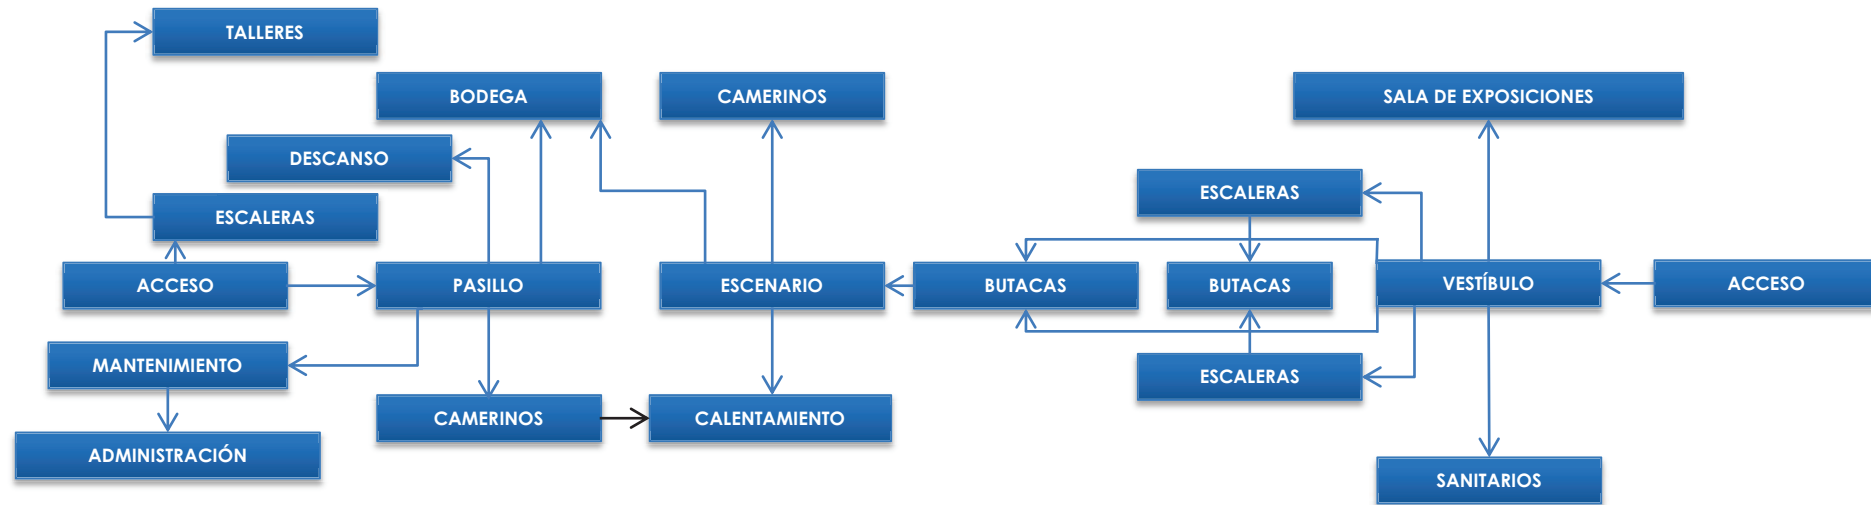 TALLERES
BODEGA
CAMERINOS
SALA DE EXPOSICIONES
DESCANSO
ESCALERAS
ESCALERAS
ACCESO
PASILLO
ESCENARIO
BUTACAS
BUTACAS
VESTÍBULO
ACCESO
MANTENIMIENTO
ESCALERAS
CAMERINOS
CALENTAMIENTO
ADMINISTRACIÓN
SANITARIOS